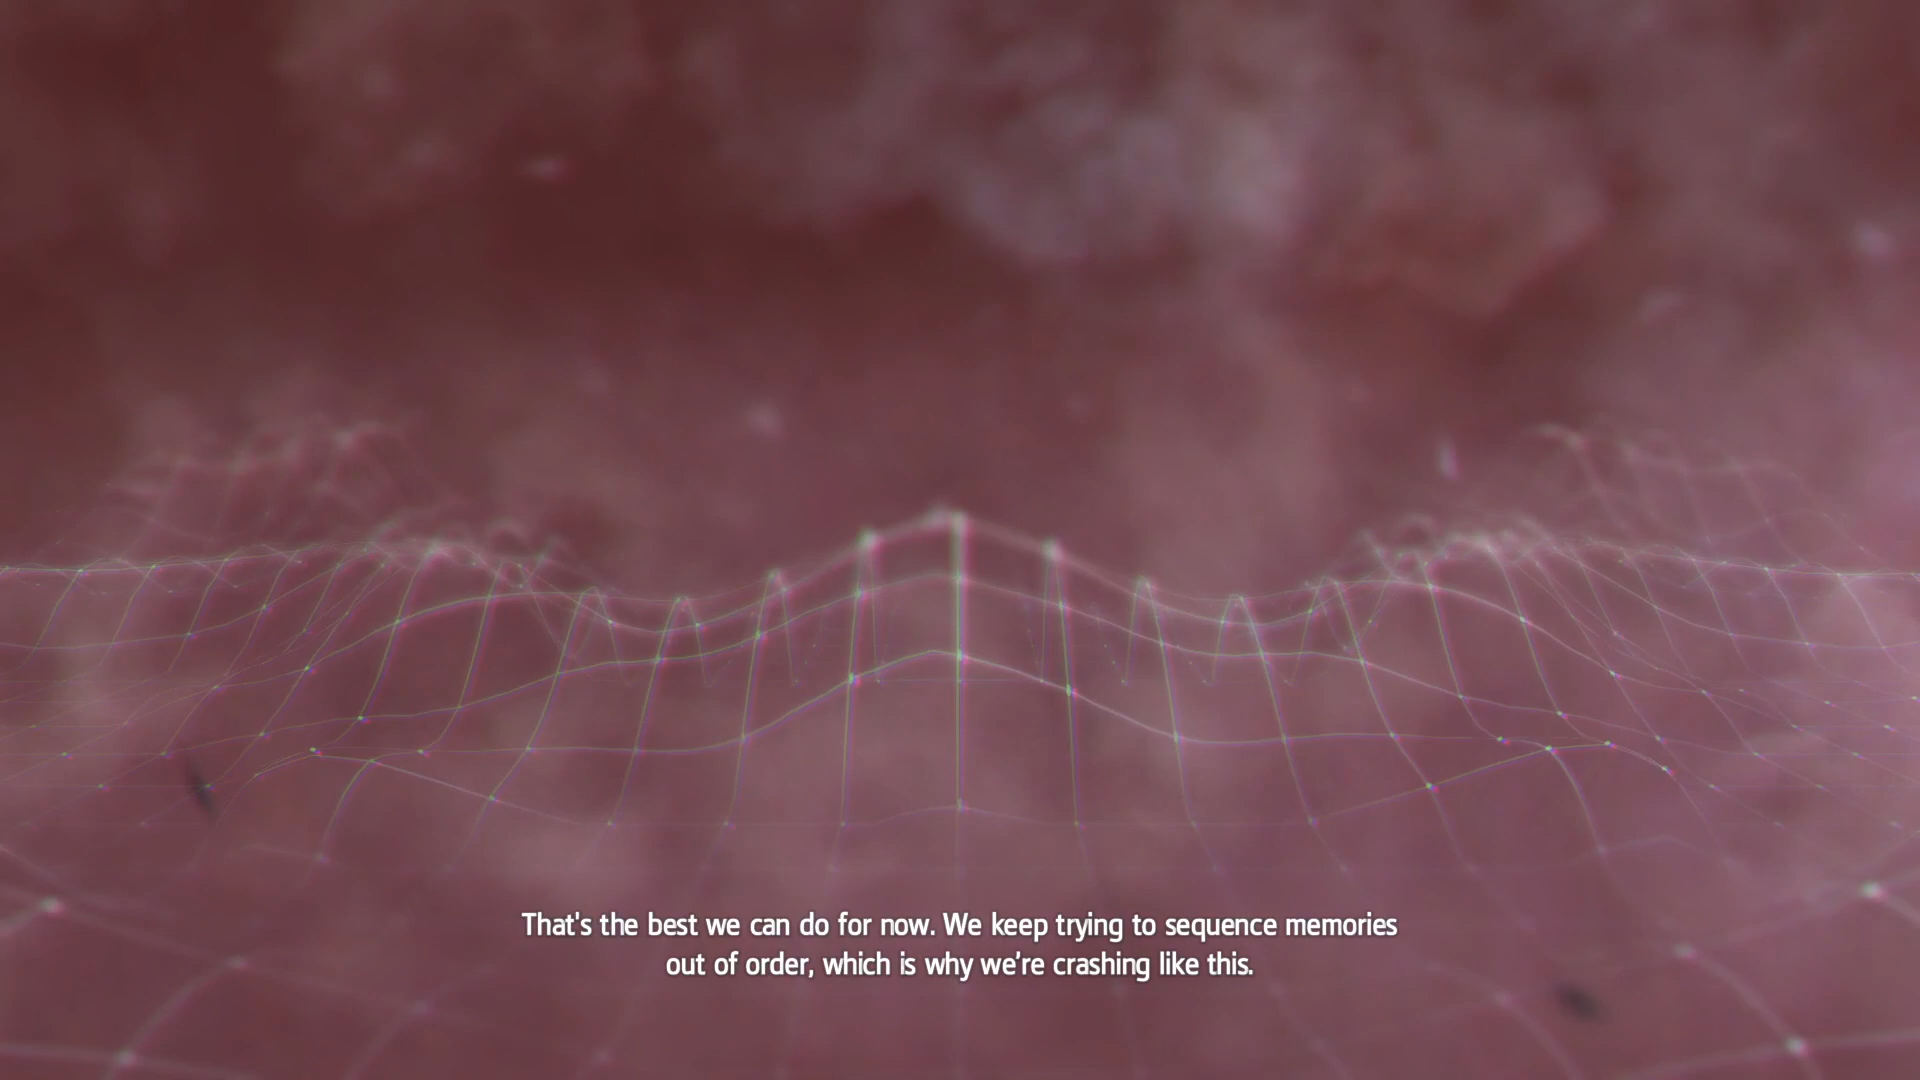 That's the best we can do for now. We keep trying to sequence memories
out of order, which is why we're crashing like this.